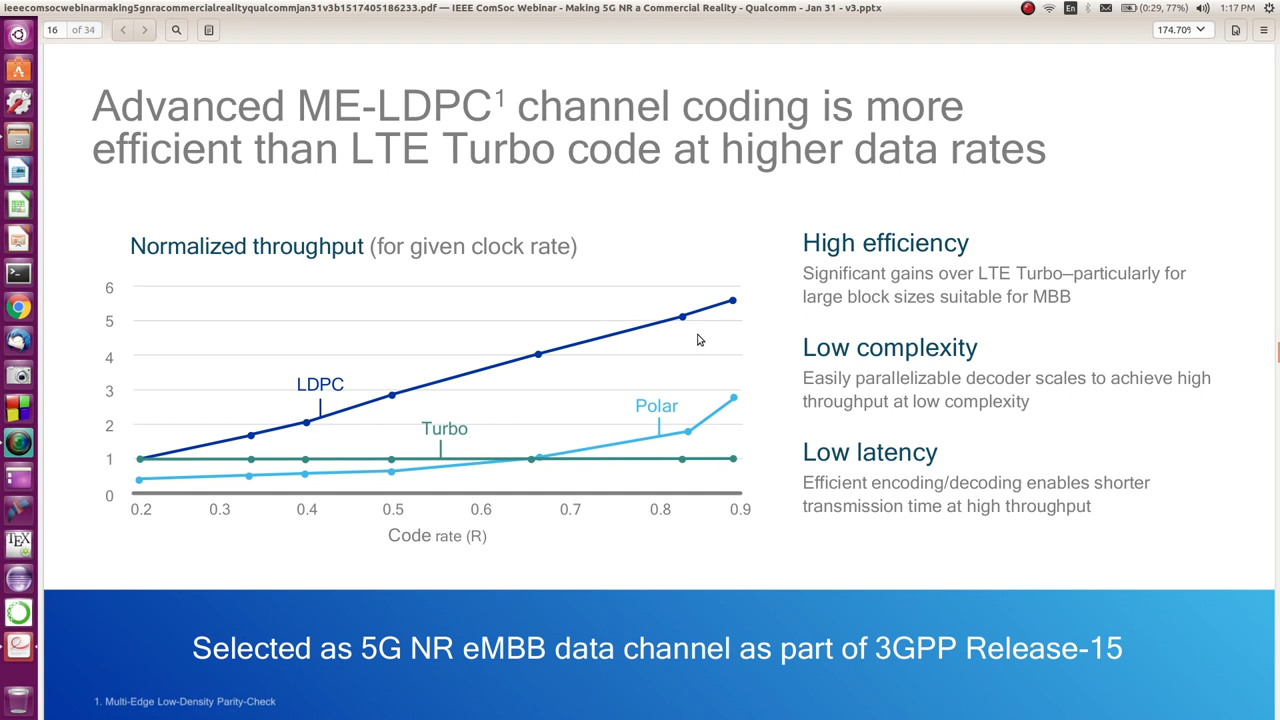 ieeecomsocwebinarmaking5gnracommercialrealityqualcommjan31v3b1517405186233.pdf — IEEE ComSoc Webinar - Making 5G NR a Commercial Reality - Qualcomm - Jan 31 - v3.pptx
En
(0:29, 77%)
1:17 PM
16
of 34
Advanced ME-LDPC1 channel coding is more
efficient than LTE Turbo code at higher data rates
Normalized throughput (for given clock rate)
6
5
4
3
2
1
0
LDPC
Turbo
Polar
0.2
0.3
0.4
0.5
0.6
0.7
0.8
0.9
Code rate (R)
High efficiency
Significant gains over LTE Turbo–particularly for
large block sizes suitable for MBB
Low complexity
Easily parallelizable decoder scales to achieve high
throughput at low complexity
Low latency
Efficient encoding/decoding enables shorter
transmission time at high throughput
Selected as 5G NR eMBB data channel as part of 3GPP Release-15
1. Multi-Edge Low-Density Parity-Check